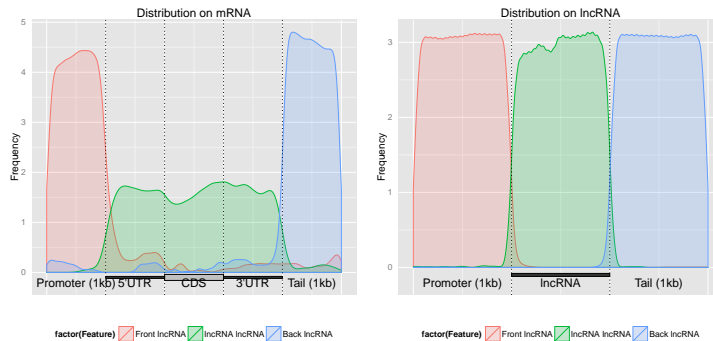 Distribution on mRNA
Distribution on lncRNA
Frequency
5
4
3
2
1
0
Promoter (1kb) 5'UTR CDS 3'UTR Tail (1kb)
Frequency
3
2
1
0
Promoter (1kb) lncRNA Tail (1kb)
factor(Feature) Front lncRNA lncRNA lncRNA Back lncRNA
factor(Feature) Front lncRNA lncRNA lncRNA Back lncRNA